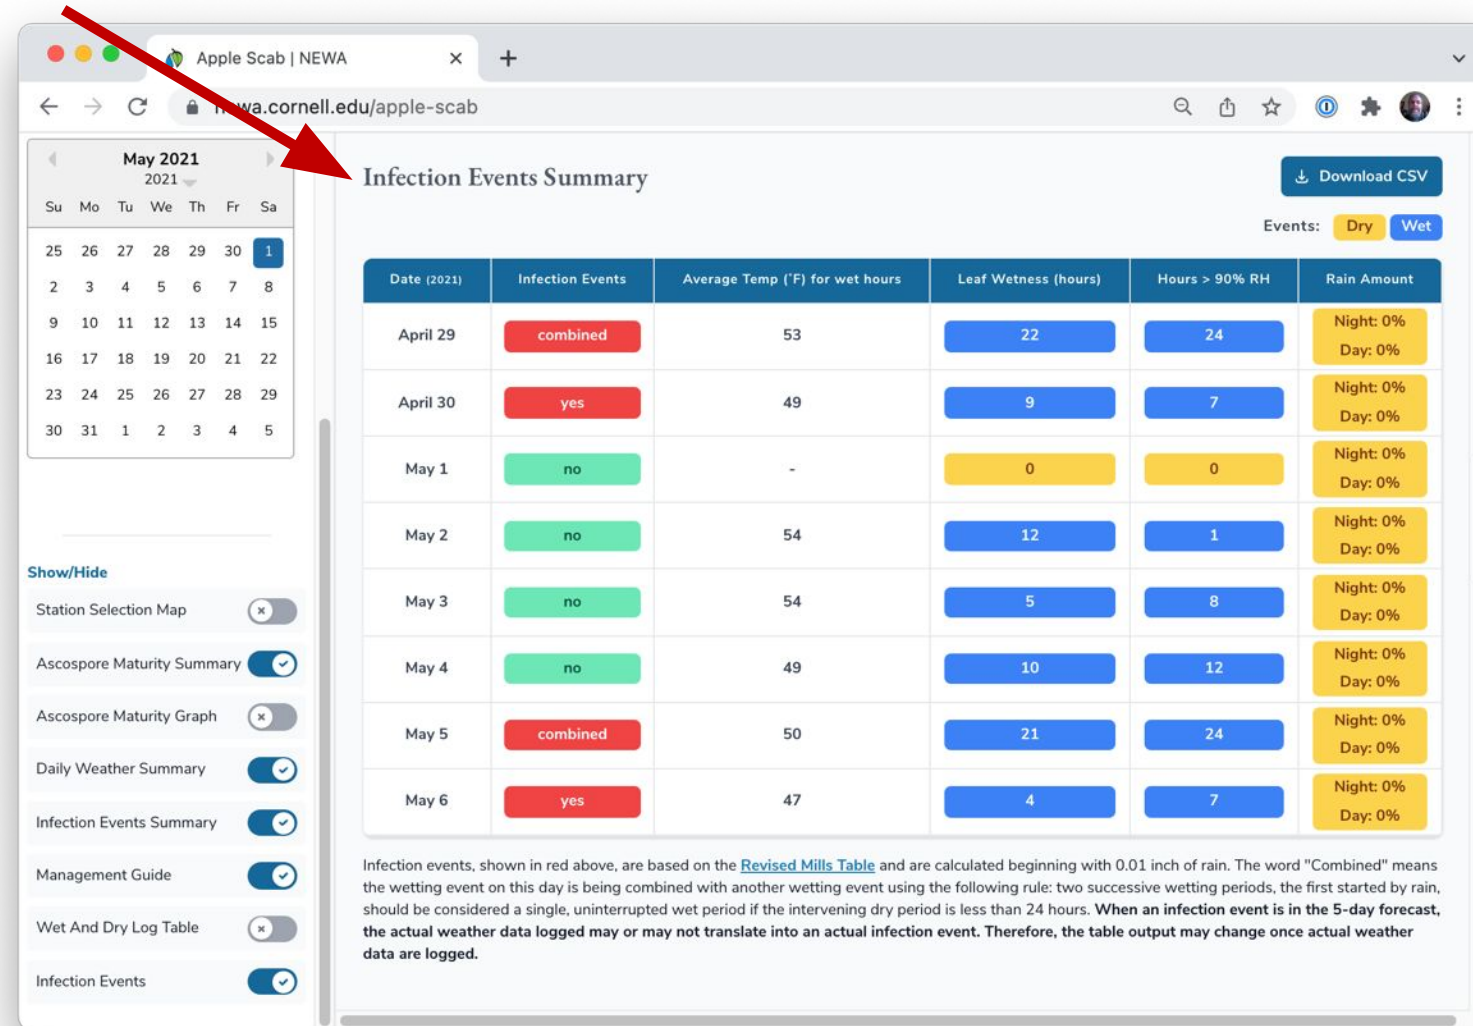 Apple Scab | NEWA
wa.cornell.edu/apple-scab
May 2021
2021
Su Mo Tu We Th Fr Sa
25 26 27 28 29 30 1
2 3 4 5 6 7 8
9 10 11 12 13 14 15
16 17 18 19 20 21 22
23 24 25 26 27 28 29
30 31 1 2 3 4 5
Show/Hide
Station Selection Map
Ascospore Maturity Summary
Ascospore Maturity Graph
Daily Weather Summary
Infection Events Summary
Management Guide
Wet And Dry Log Table
Infection Events
Infection Events Summary
Download CSV
Events: Dry Wet
Date (2021) Infection Events Average Temp (˚F) for wet hours Leaf Wetness (hours) Hours > 90% RH Rain Amount
April 29 combined 53 22 24 Night: 0%
Day: 0%
April 30 yes 49 9 7 Night: 0%
Day: 0%
May 1 no - 0 0 Night: 0%
Day: 0%
May 2 no 54 12 1 Night: 0%
Day: 0%
May 3 no 54 5 8 Night: 0%
Day: 0%
May 4 no 49 10 12 Night: 0%
Day: 0%
May 5 combined 50 21 24 Night: 0%
Day: 0%
May 6 yes 47 4 7 Night: 0%
Day: 0%
Infection events, shown in red above, are based on the Revised Mills Table and are calculated beginning with 0.01 inch of rain. The word "Combined" means
the wetting event on this day is being combined with another wetting event using the following rule: two successive wetting periods, the first started by rain,
should be considered a single, uninterrupted wet period if the intervening dry period is less than 24 hours. When an infection event is in the 5-day forecast,
the actual weather data logged may or may not translate into an actual infection event. Therefore, the table output may change once actual weather
data are logged.